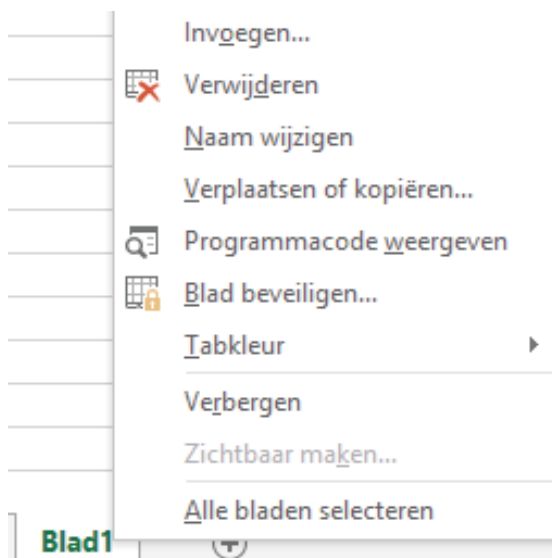 Invoegen...
Verwijderen
Naam wijzigen
Verplaatsen of kopiëren...
Programmacode weergeven
Blad beveiligen...
Tabkleur
Verbergen
Zichtbaar maken...
Alle bladen selecteren
Blad1